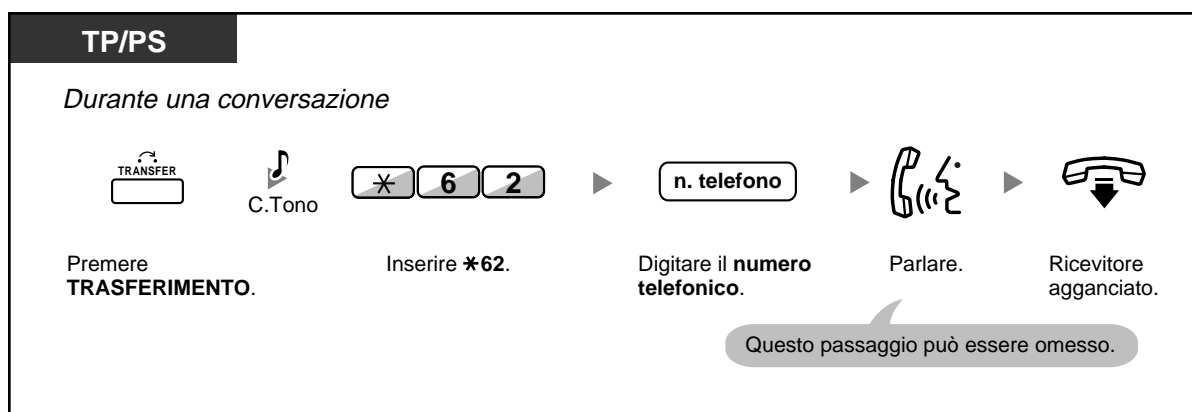 TP/PS
Durante una conversazione
TRANSFER
C.Tono
* 6 2
n. telefono
Premere
TRASFERIMENTO.
Inserire *62.
Digitare il numero
telefonico.
Parlare.
Ricevitore
agganciato.
Questo passaggio può essere omesso.